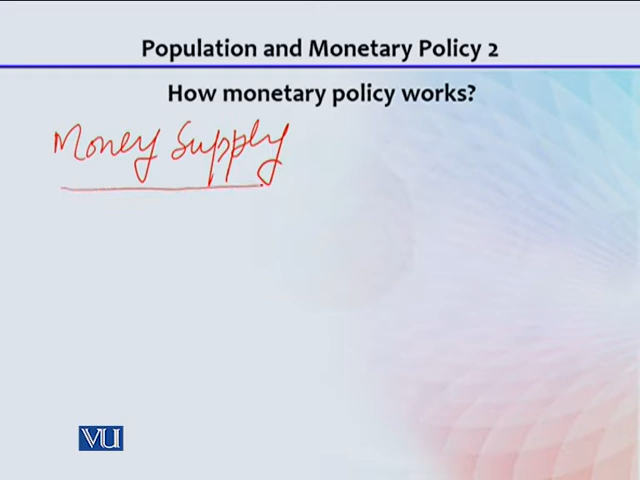 Population and Monetary Policy 2
How monetary policy works?
Money Supply
VU